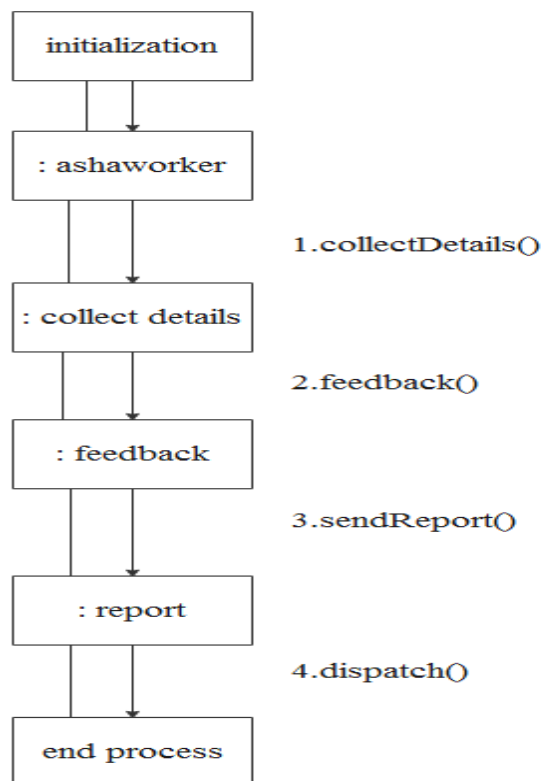 initialization
: ashaworker
1.collectDetails()
: collect details
2.feedback()
: feedback
3.sendReport()
: report
4.dispatch()
end process